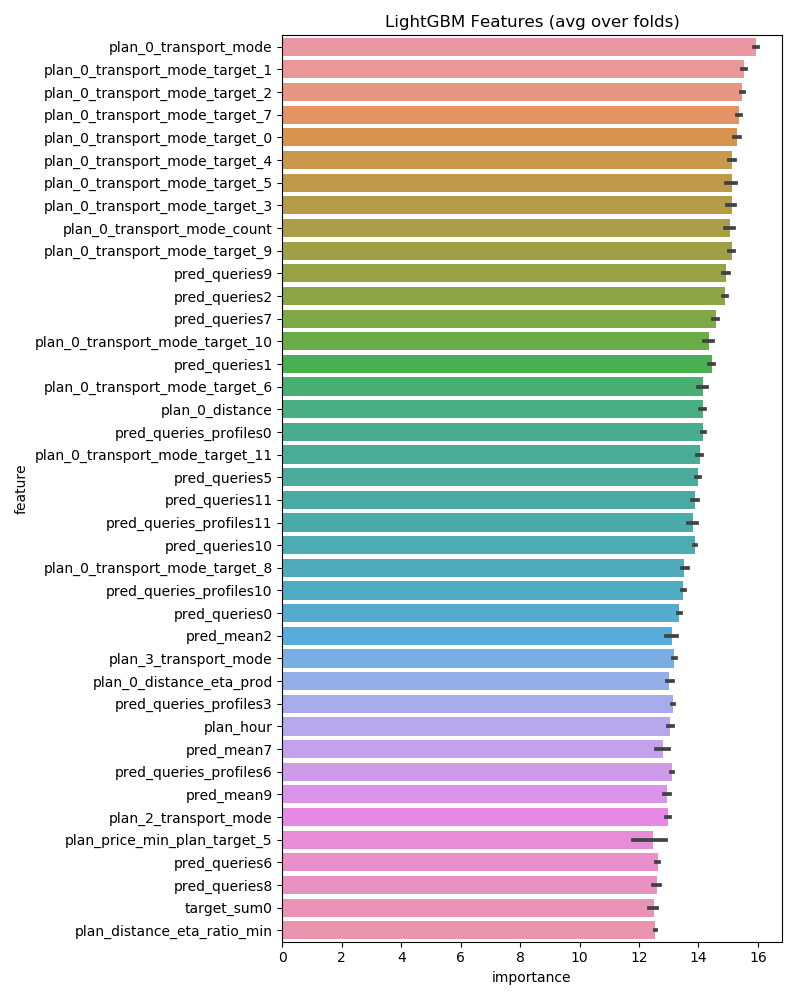 LightGBM Features (avg over folds)
plan_0_transport_mode
plan_0_transport_mode_target_1
plan_0_transport_mode_target_2
plan_0_transport_mode_target_7
plan_0_transport_mode_target_0
plan_0_transport_mode_target_4
plan_0_transport_mode_target_5
plan_0_transport_mode_target_3
plan_0_transport_mode_count
plan_0_transport_mode_target_9
pred_queries9
pred_queries2
pred_queries7
plan_0_transport_mode_target_10
pred_queries1
plan_0_transport_mode_target_6
plan_0_distance
pred_queries_profiles0
plan_0_transport_mode_target_11
pred_queries5
pred_queries11
pred_queries_profiles11
pred_queries10
plan_0_transport_mode_target_8
pred_queries_profiles10
pred_queries0
pred_mean2
plan_3_transport_mode
plan_0_distance_eta_prod
pred_queries_profiles3
plan_hour
pred_mean7
pred_queries_profiles6
pred_mean9
plan_2_transport_mode
plan_price_min_plan_target_5
pred_queries6
pred_queries8
target_sum0
plan_distance_eta_ratio_min
feature
0 2 4 6 8 10 12 14 16
importance